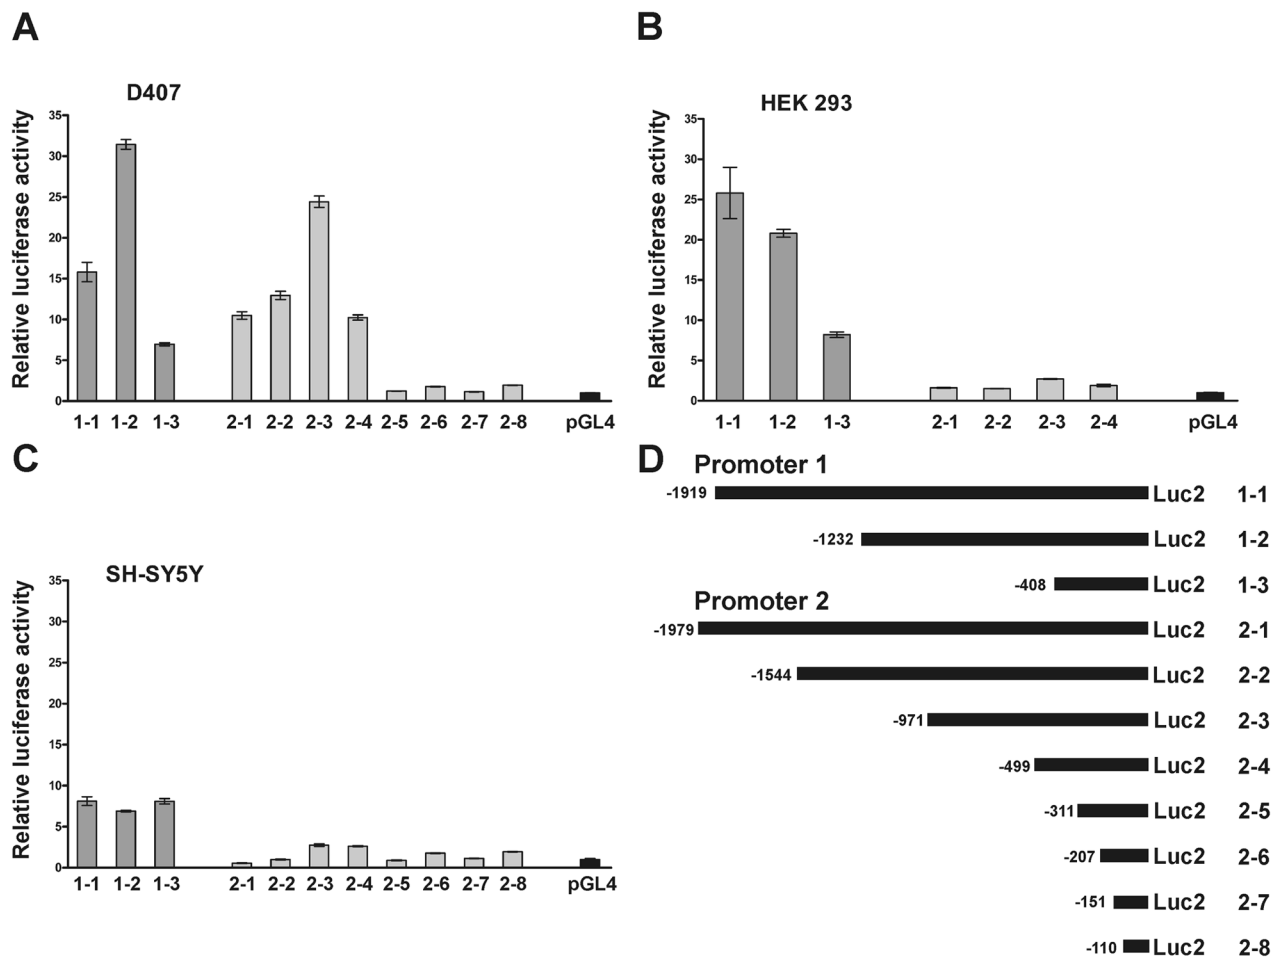 A
D407
Relative luciferase activity
35
30
25
20
15
10
5
0
1-1 1-2 1-3 2-1 2-2 2-3 2-4 2-5 2-6 2-7 2-8 pGL4
B
HEK 293
Relative luciferase activity
35
30
25
20
15
10
5
0
1-1 1-2 1-3 2-1 2-2 2-3 2-4 pGL4
C
SH-SY5Y
Relative luciferase activity
35
30
25
20
15
10
5
0
1-1 1-2 1-3 2-1 2-2 2-3 2-4 2-5 2-6 2-7 2-8 pGL4
D
Promoter 1
-1919 Luc2 1-1
-1232 Luc2 1-2
-408 Luc2 1-3
Promoter 2
-1979 Luc2 2-1
-1544 Luc2 2-2
-971 Luc2 2-3
-499 Luc2 2-4
-311 Luc2 2-5
-207 Luc2 2-6
-151 Luc2 2-7
-110 Luc2 2-8